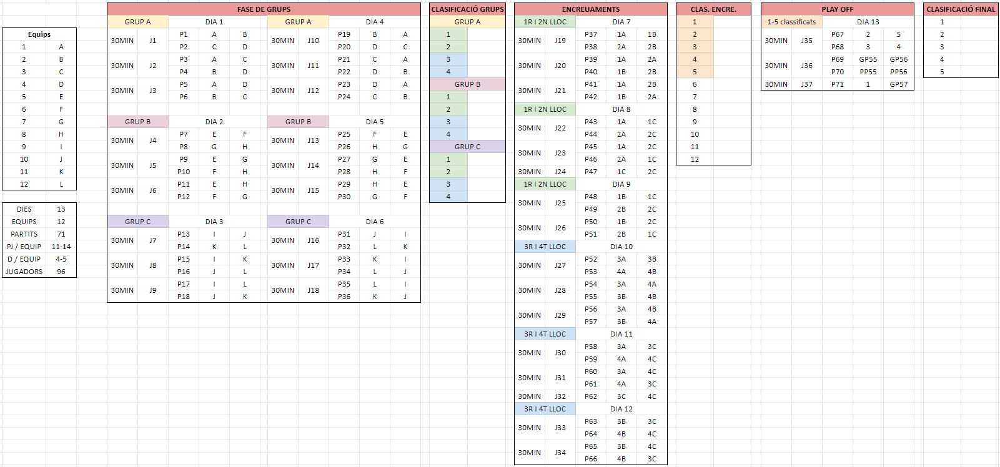 FASE DE GRUPS CLASIFICACIÓ GRUPS ENCREUAMENTS CLAS. ENCRE. PLAY OFF CLASIFICACIÓ FINAL
GRUP A DIA 1 GRUP A DIA 4 GRUP A 1R I 2N LLOC DIA 7 1 1-5 classificats DIA 13 1
Equips 30MIN J1 P1 A B 30MIN J10 P19 B A 1 30MIN J19 P37 1A 1B 2 30MIN J35 P67 2 5 2
1 A P2 C D P20 D C 2 P38 2A 2B 3 P68 3 4 3
2 B 30MIN J2 P3 A C 30MIN J11 P21 C A 3 30MIN J20 P39 1A 2A 4 30MIN J36 P69 GP55 GP56 4
3 C P4 B D P22 D B 4 P40 1B 2B 5 P70 PP55 PP56 5
4 D 30MIN J3 P5 A D 30MIN J12 P23 D A GRUP B 30MIN J21 P41 1A 2B 6 30MIN J37 P71 1 GP57
5 E P6 B C P24 C B 1 P42 1B 2A 7
6 F 2 1R I 2N LLOC DIA 8 8
7 G GRUP B DIA 2 GRUP B DIA 5 3 30MIN J22 P43 1A 1C 9
8 H 30MIN J4 P7 E F 30MIN J13 P25 F E 4 P44 2A 2C 10
9 I P8 G H P26 H G GRUP C 30MIN J23 P45 1A 2C 11
10 J 30MIN J5 P9 E G 30MIN J14 P27 G E 1 P46 2A 1C 12
11 K P10 F H P28 H F 2 30MIN J24 P47 1C 2C
12 L 30MIN J6 P11 E H 30MIN J15 P29 H E 3 1R I 2N LLOC DIA 9
P12 F G P30 G F 4 30MIN J25 P48 1B 1C
DIES 13 P49 2B 2C
EQUIPS 12 GRUP C DIA 3 GRUP C DIA 6 30MIN J26 P50 1B 2C
PARTITS 71 30MIN J7 P13 I J 30MIN J16 P31 J I P51 2B 1C
PJ / EQUIP 11-14 P14 K L P32 L K 3R I 4T LLOC DIA 10
D / EQUIP 4-5 30MIN J8 P15 I K 30MIN J17 P33 K I 30MIN J27 P52 3A 3B
JUGADORS 96 P16 J L P34 L J P53 4A 4B
30MIN J9 P17 I L 30MIN J18 P35 L I 30MIN J28 P54 3A 4A
P18 J K P36 K J P55 3B 4B
30MIN J29 P56 3A 4B
P57 3B 4A
3R I 4T LLOC DIA 11
30MIN J30 P58 3A 3C
P59 4A 4C
30MIN J31 P60 3A 4C
P61 4A 3C
30MIN J32 P62 3C 4C
3R I 4T LLOC DIA 12
30MIN J33 P63 3B 3C
P64 4B 4C
30MIN J34 P65 3B 4C
P66 4B 3C